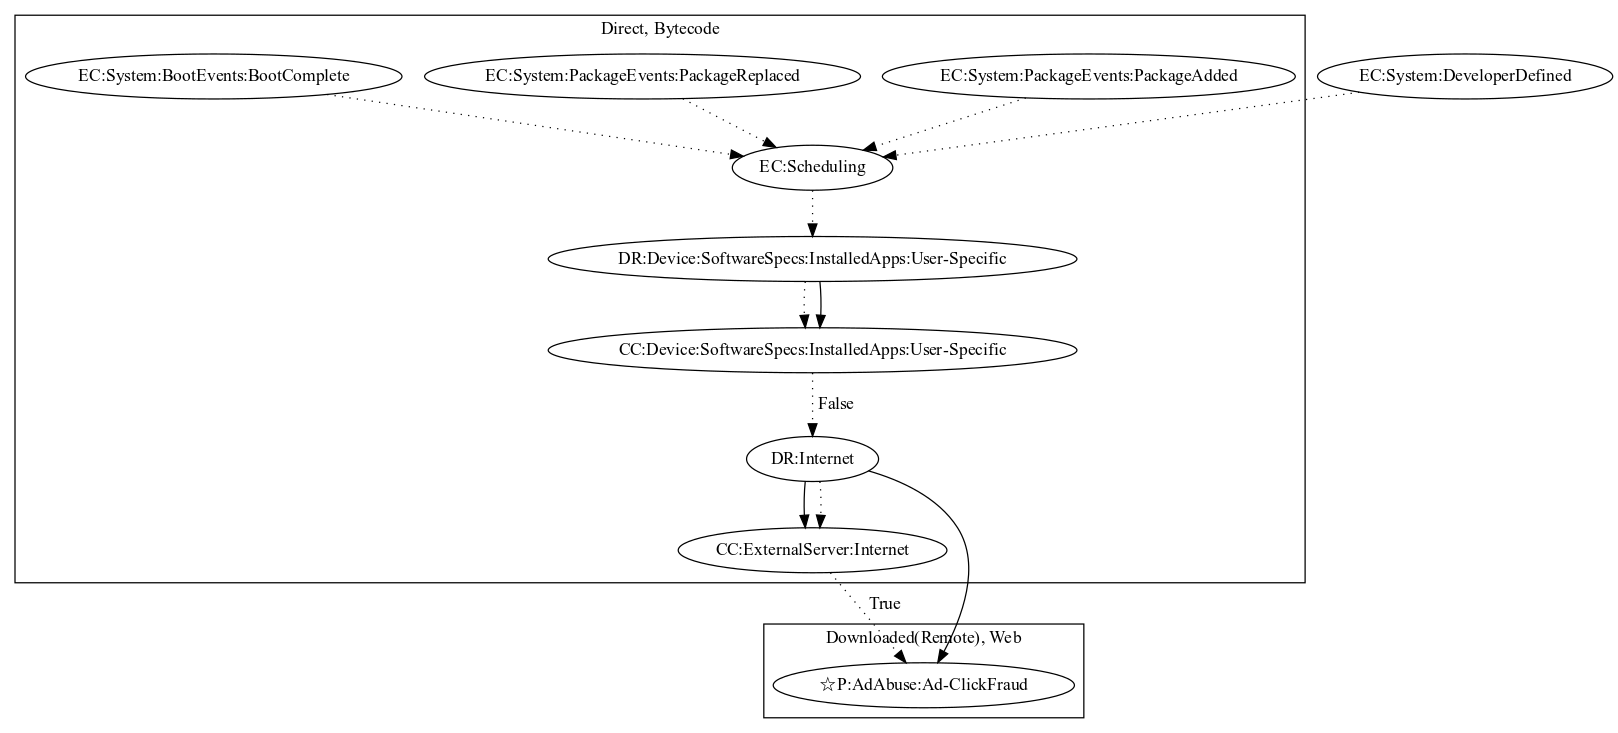 Direct, Bytecode
EC:System:BootEvents:BootComplete
EC:System:PackageEvents:PackageReplaced
EC:System:PackageEvents:PackageAdded
EC:System:DeveloperDefined
EC:Scheduling
DR:Device:SoftwareSpecs:InstalledApps:User-Specific
CC:Device:SoftwareSpecs:InstalledApps:User-Specific
False
DR:Internet
CC:ExternalServer:Internet
True
Downloaded(Remote), Web
☆P:AdAbuse:Ad-ClickFraud